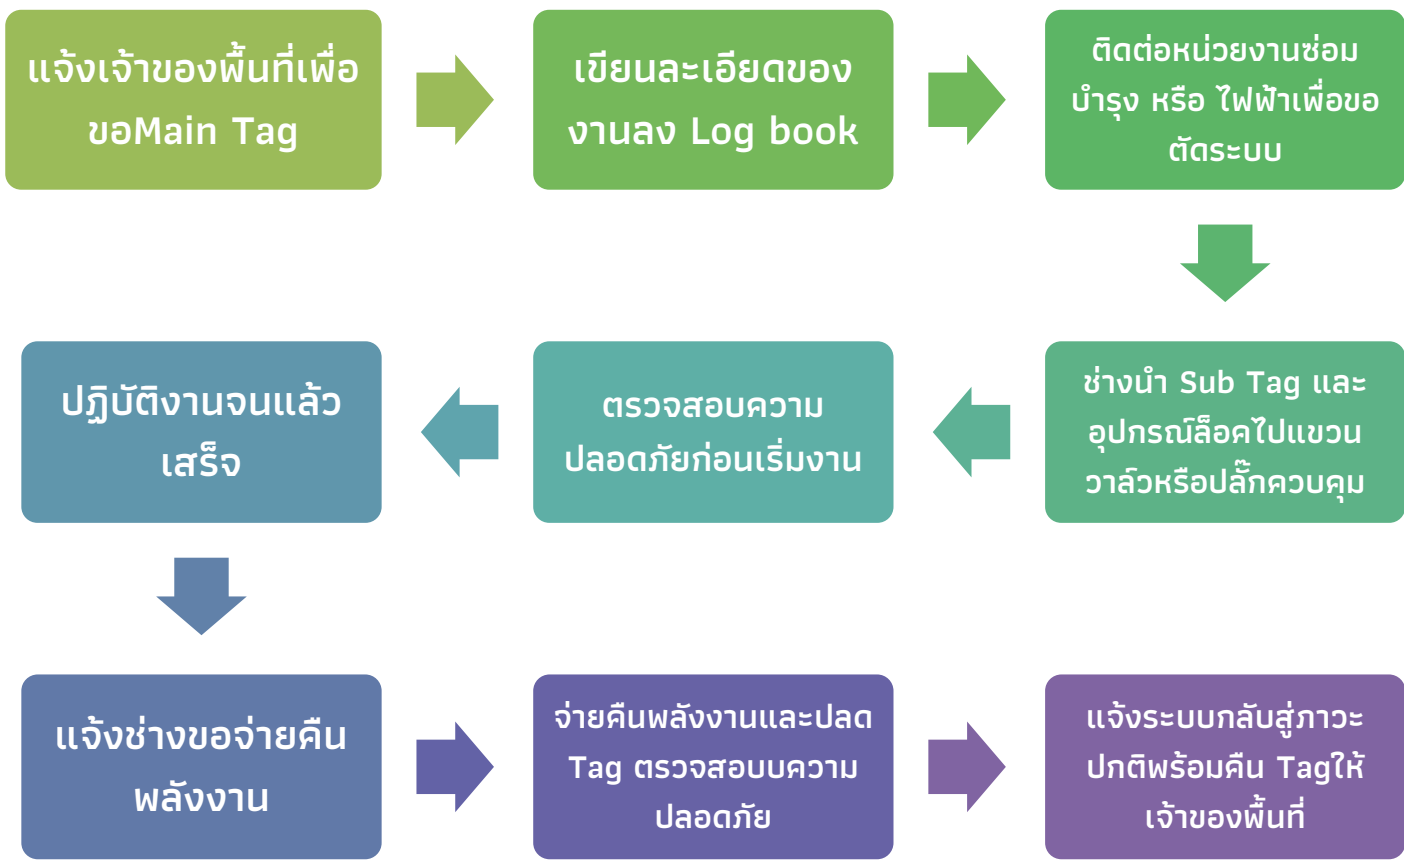 แจ้งเจ้าของพื้นที่เพื่อ
ขอMain Tag
เขียนละเอียดของ
งานลง Log book
ติดต่อหน่วยงานซ่อม
บำรุง หรือ ไฟฟ้าเพื่อขอ
ตัดระบบ
ช่างนำ Sub Tag และ
อุปกรณ์ล็อคไปแขวน
วาล์วหรือปลั๊กควบคุม
ตรวจสอบความ
ปลอดภัยก่อนเริ่มงาน
ปฏิบัติงานจนแล้ว
เสร็จ
แจ้งช่างขอจ่ายคืน
พลังงาน
จ่ายคืนพลังงานและปลด
Tag ตรวจสอบบความ
ปลอดภัย
แจ้งระบบกลับสู่ภาวะ
ปกติพร้อมคืน Tagให้
เจ้าของพื้นที่